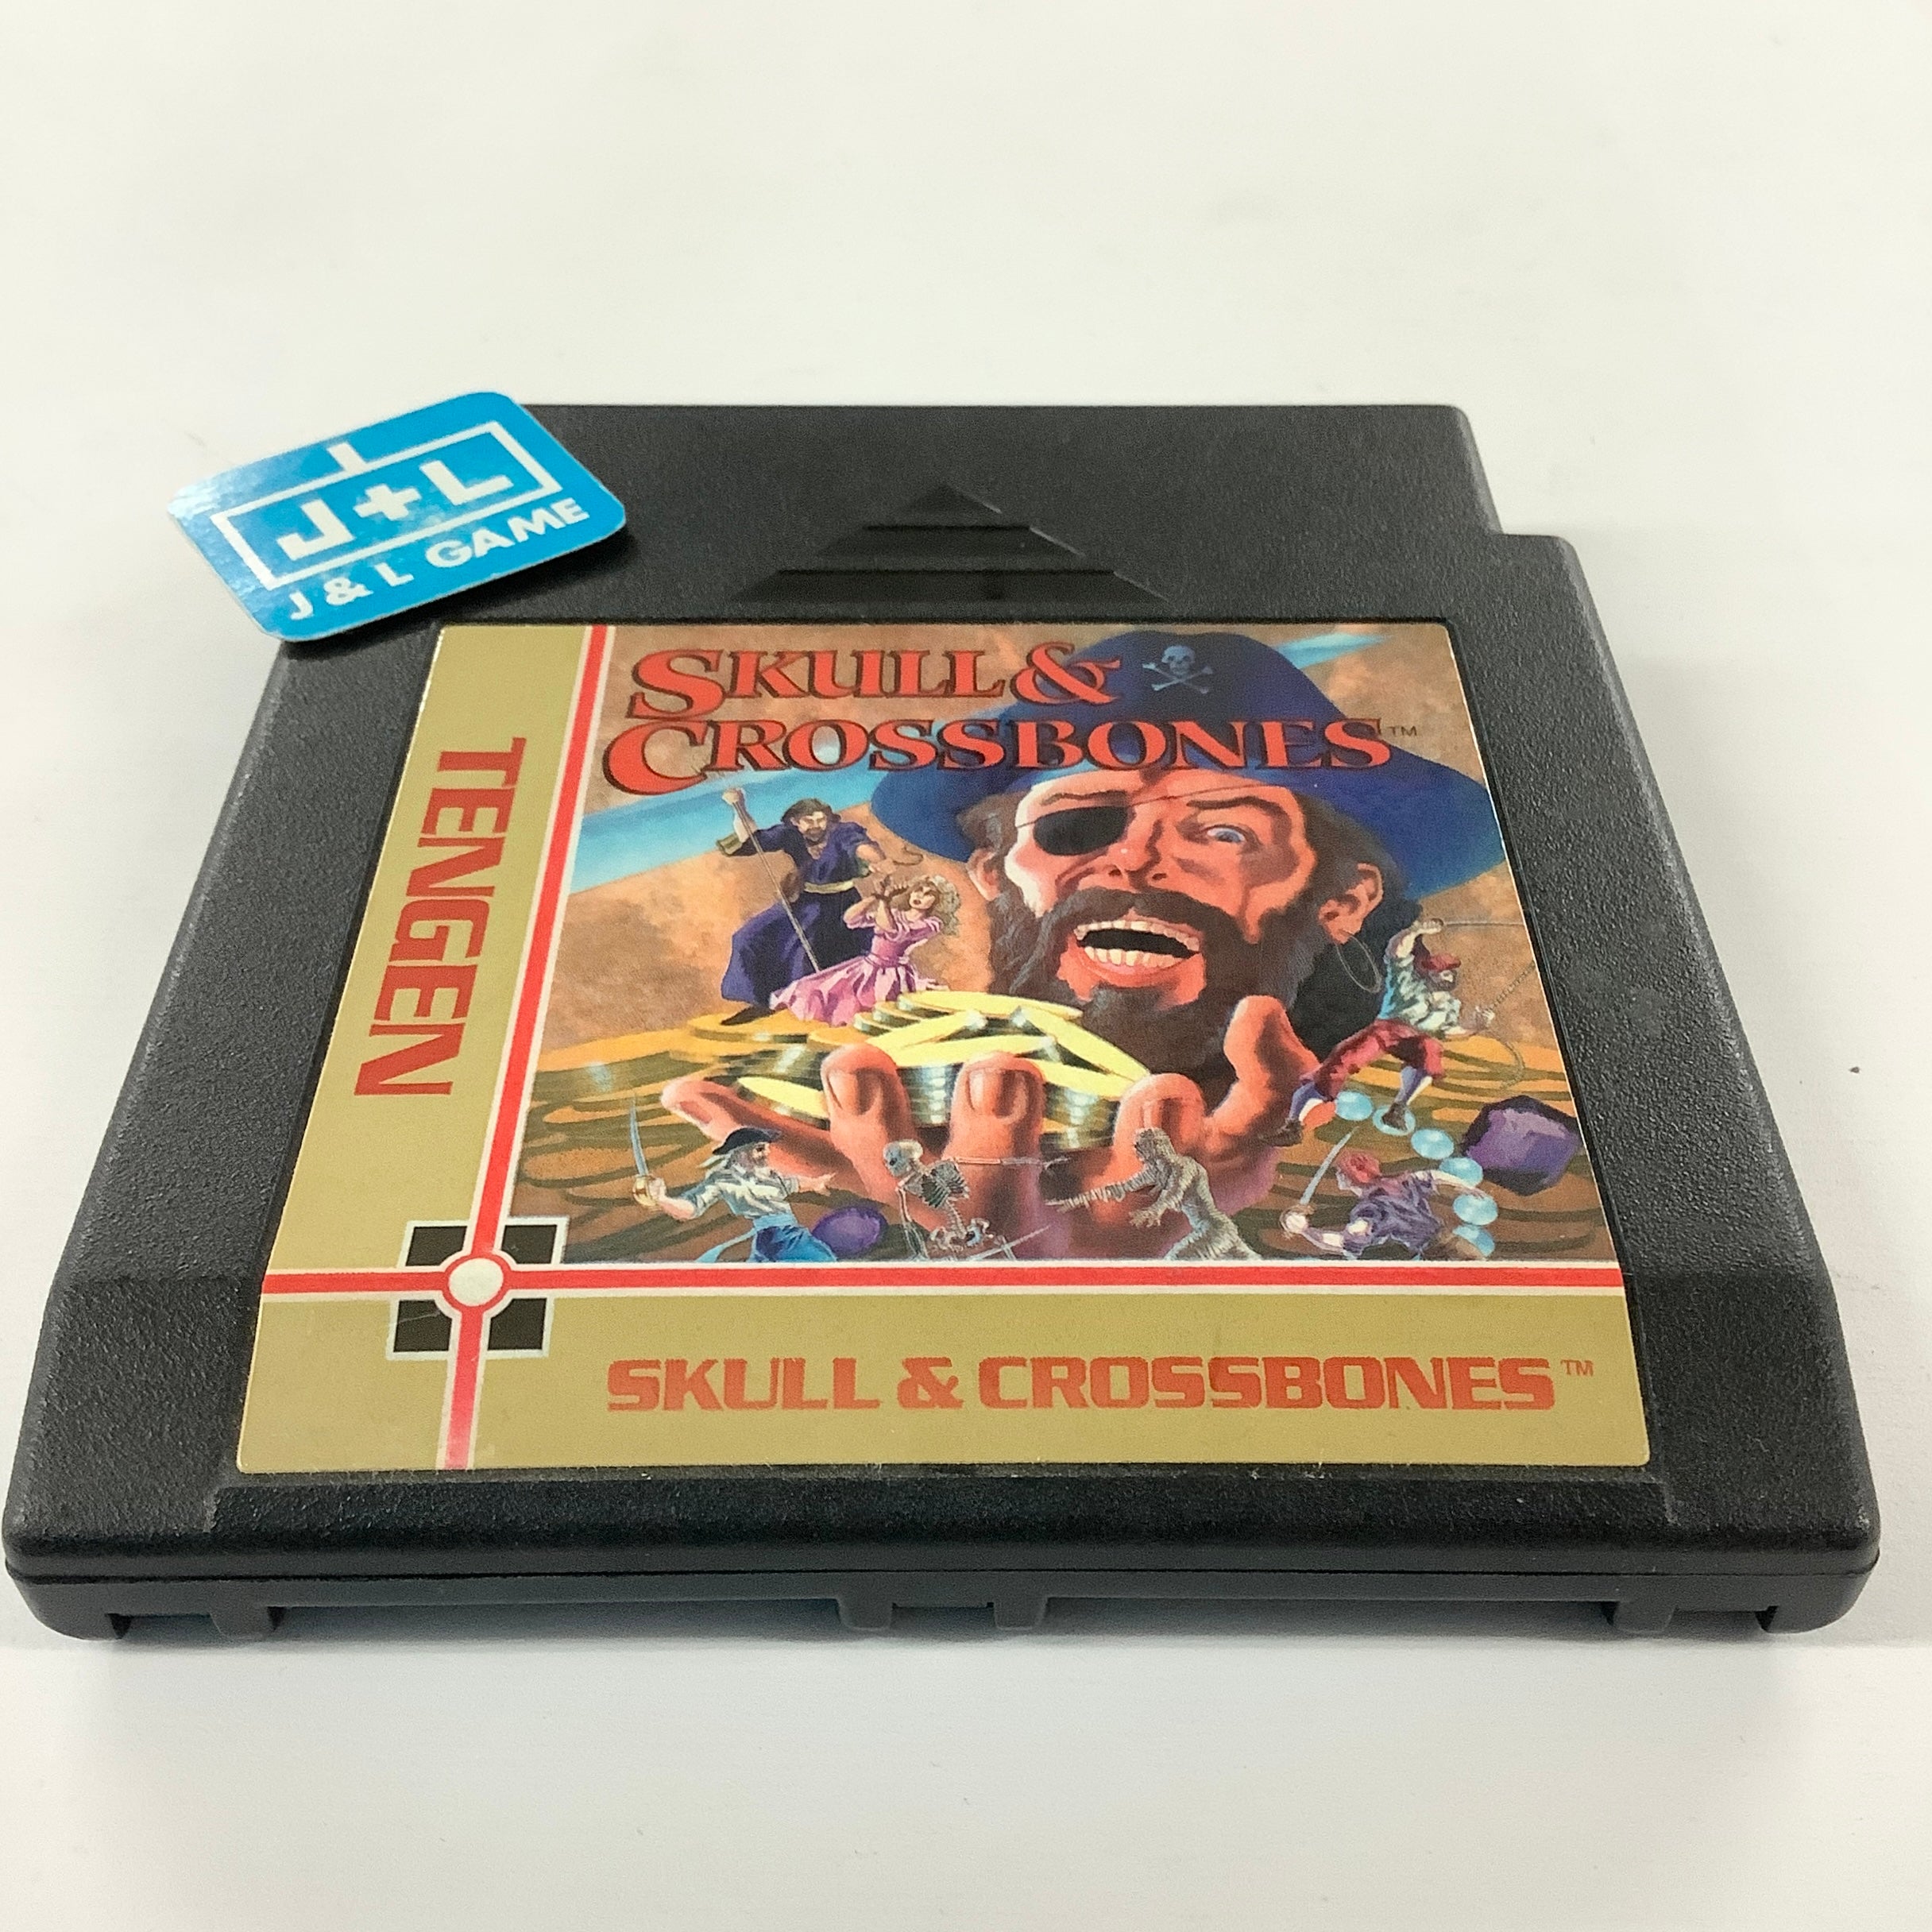 J+L
J & L GAME
SKULL &
CROSSBONES™
TENGEN
SKULL & CROSSBONES™